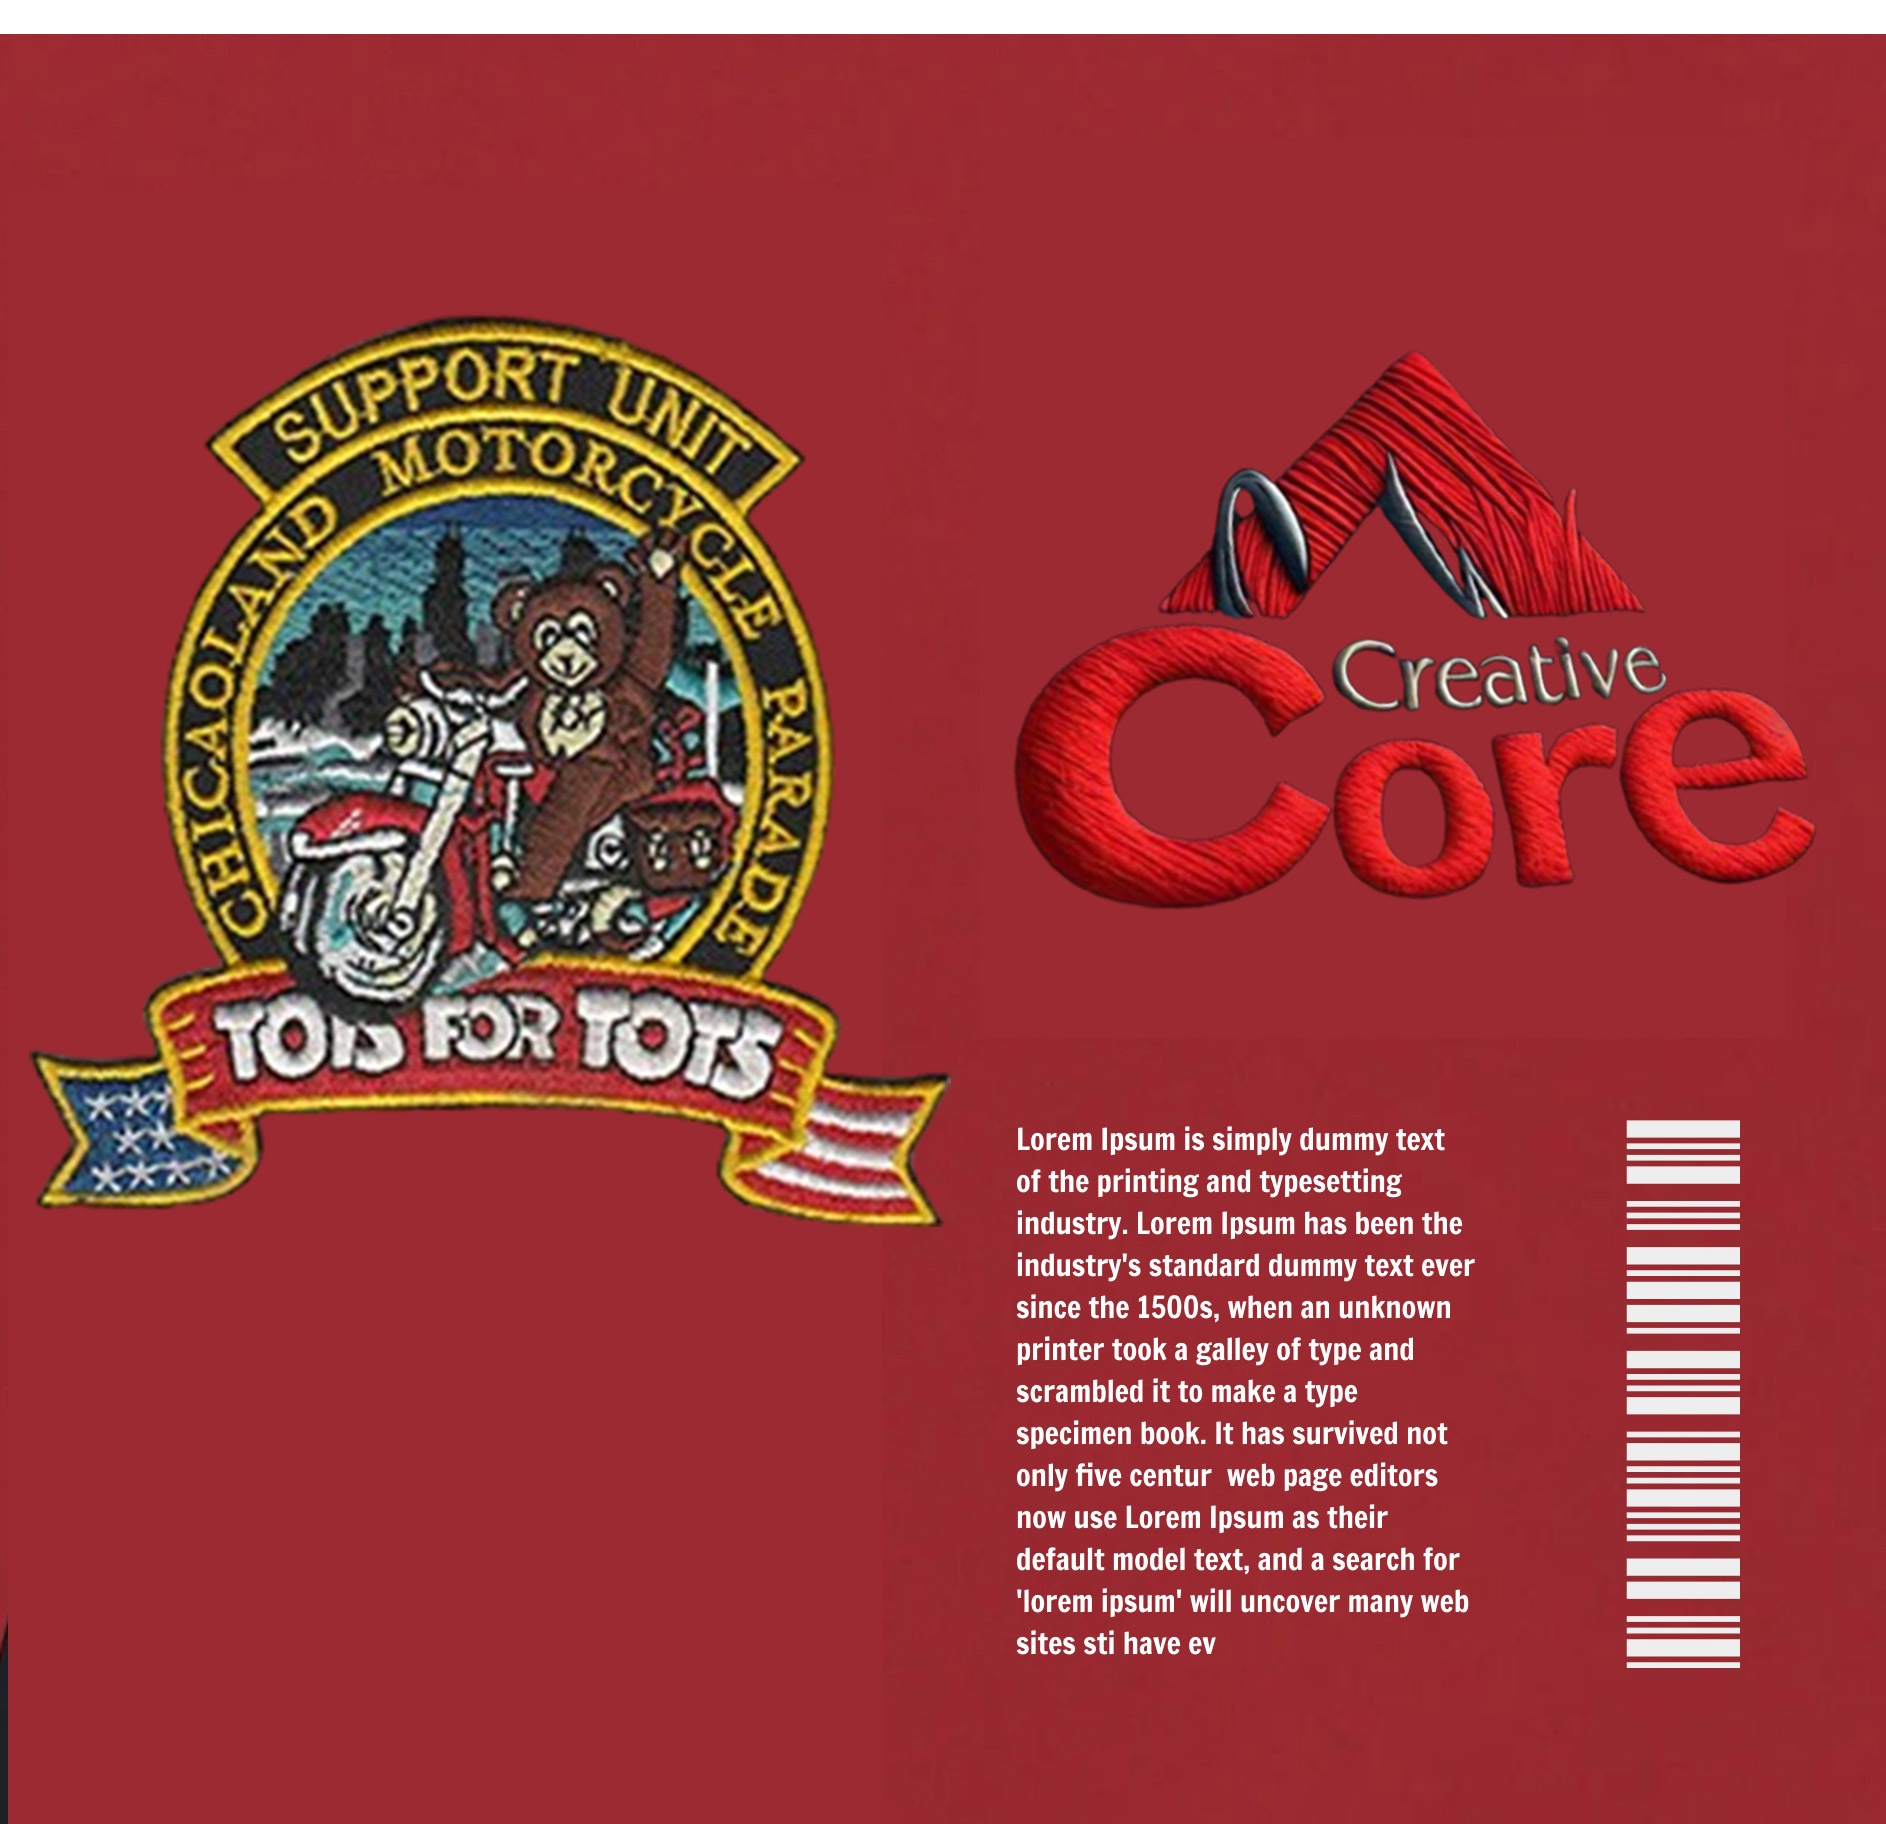 SUPPORT UNIT
CHICAOLAND MOTORCYCLE PARADE
TOTS FOR TOTS
Creative
Core
Lorem Ipsum is simply dummy text
of the printing and typesetting
industry. Lorem Ipsum has been the
industry's standard dummy text ever
since the 1500s, when an unknown
printer took a galley of type and
scrambled it to make a type
specimen book. It has survived not
only five centur  web page editors
now use Lorem Ipsum as their
default model text, and a search for
'lorem ipsum' will uncover many web
sites sti have ev